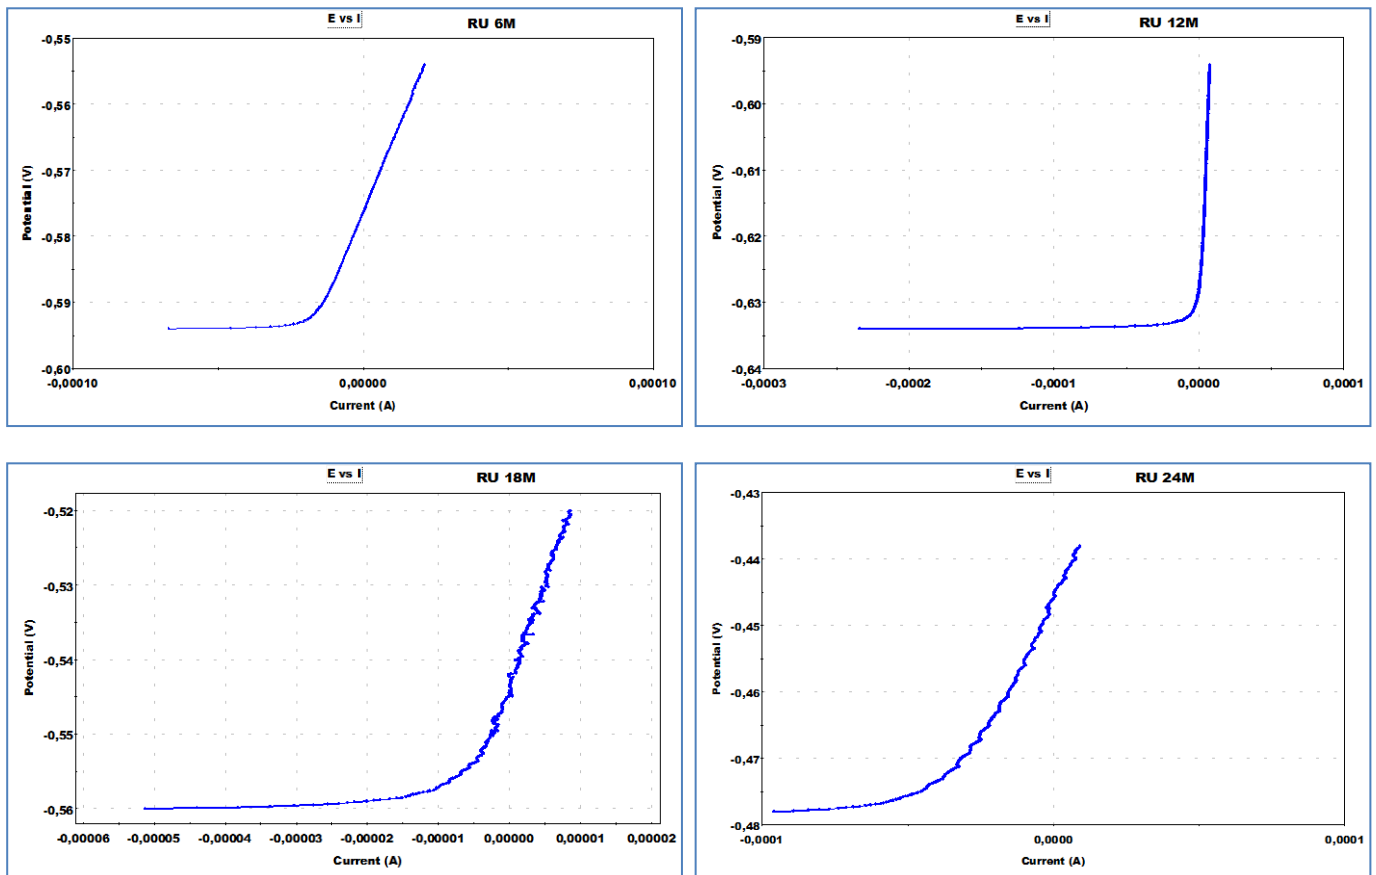 E vs I RU 6M
-0,55
-0,56
-0,57
-0,58
-0,59
-0,60
Potential (V)
-0,00010 0,00000 0,00010
Current (A)
E vs I RU 12M
-0,59
-0,60
-0,61
-0,62
-0,63
-0,64
Potential (V)
-0,0003 -0,0002 -0,0001 0,0000 0,0001
Current (A)
E vs I RU 18M
-0,52
-0,53
-0,54
-0,55
-0,56
Potential (V)
-0,00006 -0,00005 -0,00004 -0,00003 -0,00002 -0,00001 0,00000 0,00001 0,00002
Current (A)
E vs I RU 24M
-0,43
-0,44
-0,45
-0,46
-0,47
-0,48
Potential (V)
-0,0001 0,0000 0,0001
Current (A)